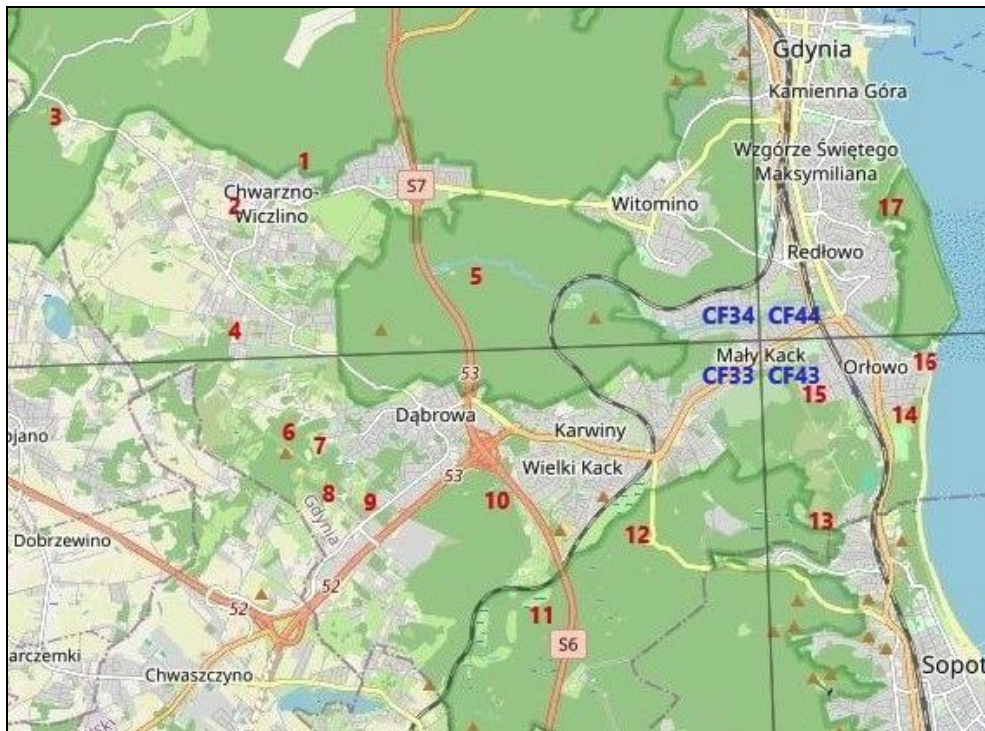 Gdynia
Kamienna Góra
3
1
Wzgórze Świętego
Maksymiliana
S7
Chwarzno-
Wiczlino
2
Witomino
17
Redłowo
5
4
CF34 CF44
Mały Kack
CF33 CF43
Orłowo
16
53
15
Dąbrowa
14
6
7
Karwiny
ojano
53
Wielki Kack
8
9
10
Gdynia
13
12
Dobrzewino
52
52
11
S6
arczemki
Chwaszczyno
Sopot